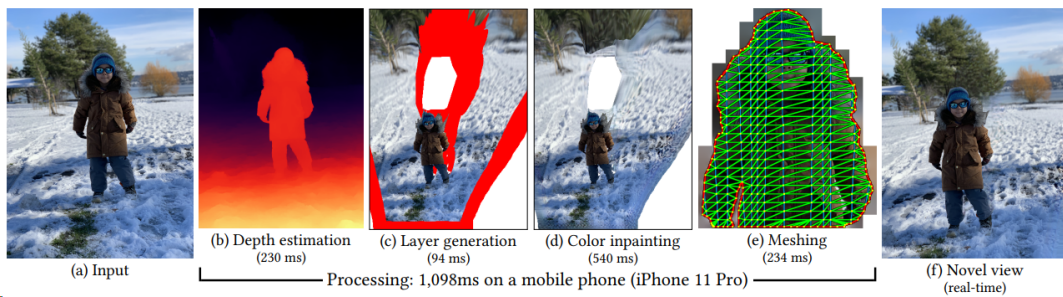 (a) Input
(b) Depth estimation
(230 ms)
(c) Layer generation
(94 ms)
(d) Color inpainting
(540 ms)
(e) Meshing
(234 ms)
(f) Novel view
(real-time)
Processing: 1,098ms on a mobile phone (iPhone 11 Pro)